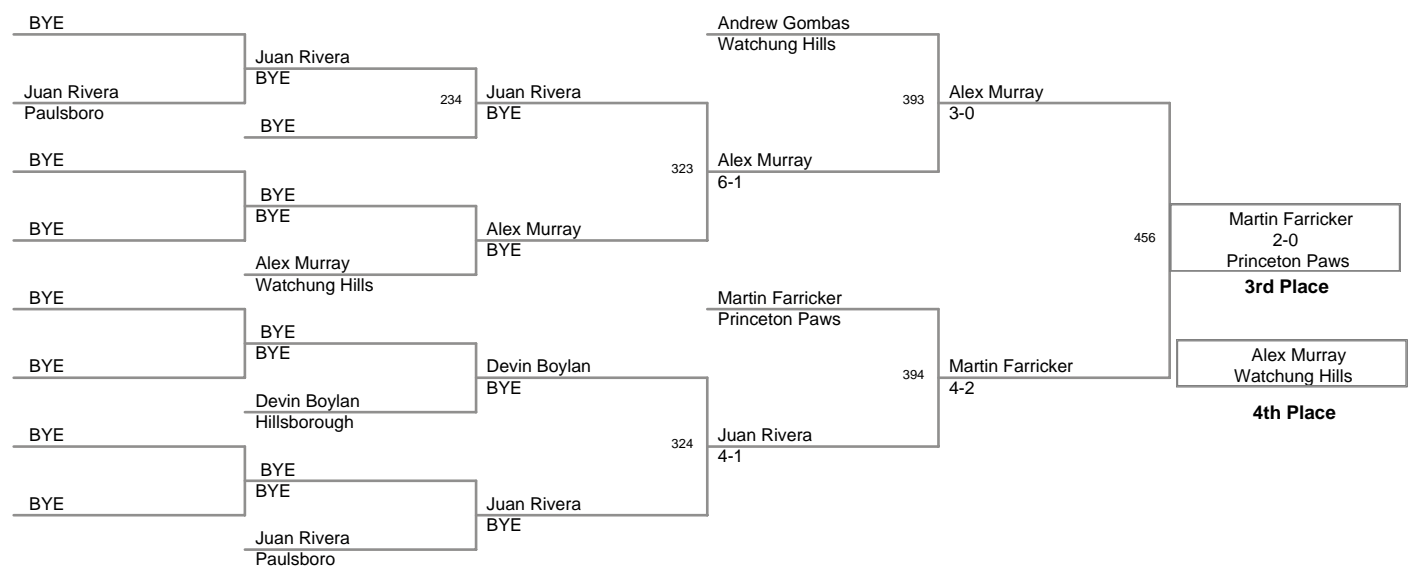 BYE
Juan Rivera
Paulsboro
BYE
BYE
BYE
BYE
BYE
BYE
Juan Rivera
BYE
234
BYE
BYE
BYE
Alex Murray
Watchung Hills
BYE
BYE
Devin Boylan
Hillsborough
BYE
BYE
Juan Rivera
Paulsboro
Juan Rivera
BYE
323
Alex Murray
BYE
Devin Boylan
BYE
324
Juan Rivera
BYE
Andrew Gombas
Watchung Hills
393
Alex Murray
6-1
Martin Farricker
Princeton Paws
394
Juan Rivera
4-1
Alex Murray
3-0
456
Martin Farricker
4-2
Martin Farricker
2-0
Princeton Paws
3rd Place
Alex Murray
Watchung Hills
4th Place